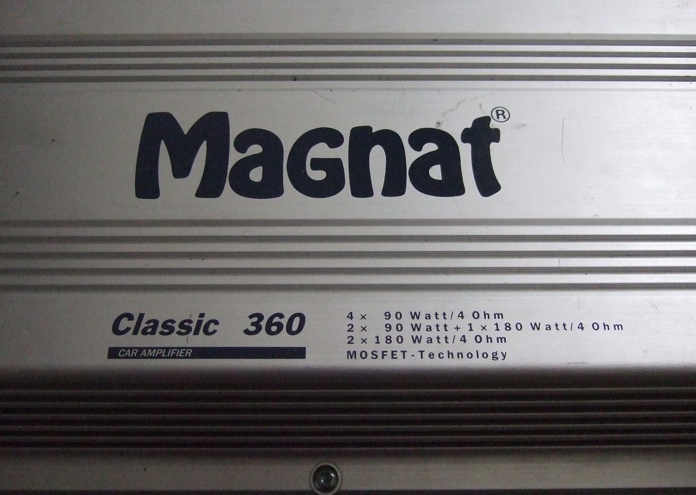 Magnat®
Classic 360
CAR AMPLIFIER
4 x 90 Watt/4 Ohm
2 x 90 Watt + 1 x 180 Watt/4 Ohm
2 x 180 Watt/4 Ohm
MOSFET-Technology